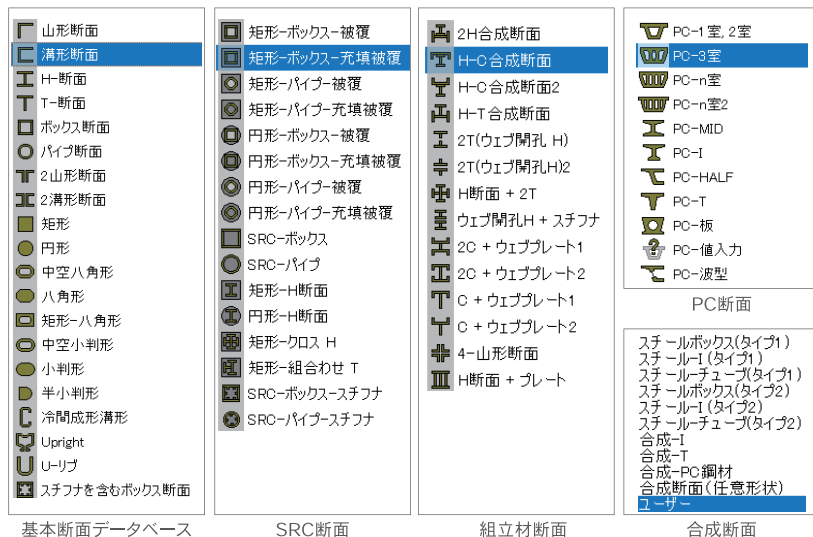 山形断面
溝形断面
H-断面
T-断面
ボックス断面
パイプ断面
2山形断面
2溝形断面
矩形
円形
中空八角形
八角形
矩形-八角形
中空小判形
小判形
半小判形
冷間成形溝形
Upright
U-リブ
スチフナを含むボックス断面
基本断面データベース
矩形-ボックス-被覆
矩形-ボックス-充填被覆
矩形-パイプ-被覆
矩形-パイプ-充填被覆
円形-ボックス-被覆
円形-ボックス-充填被覆
円形-パイプ-被覆
円形-パイプ-充填被覆
SRC-ボックス
SRC-パイプ
矩形-H断面
円形-H断面
矩形-クロス H
矩形-組合わせ T
SRC-ボックス-スチフナ
SRC-パイプ-スチフナ
SRC断面
2H合成断面
H-C合成断面
H-C合成断面2
H-T合成断面
2T(ウェブ開孔 H)
2T(ウェブ開孔H)2
H断面 + 2T
ウェブ開孔H + スチフナ
2C + ウェブプレート1
2C + ウェブプレート2
C + ウェブプレート1
C + ウェブプレート2
4-山形断面
H断面 + プレート
組立材断面
PC-1室, 2室
PC-3室
PC-n室
PC-n室2
PC-MID
PC-I
PC-HALF
PC-T
PC-板
PC-値入力
PC-波型
PC断面
スチールボックス(タイプ1)
スチール-I (タイプ1)
スチールーチューブ(タイプ1)
スチールボックス(タイプ2)
スチール-I (タイプ2)
スチールーチューブ(タイプ2)
合成-I
合成-T
合成-PC鋼材
合成断面(任意形状)
ユーザー
合成断面